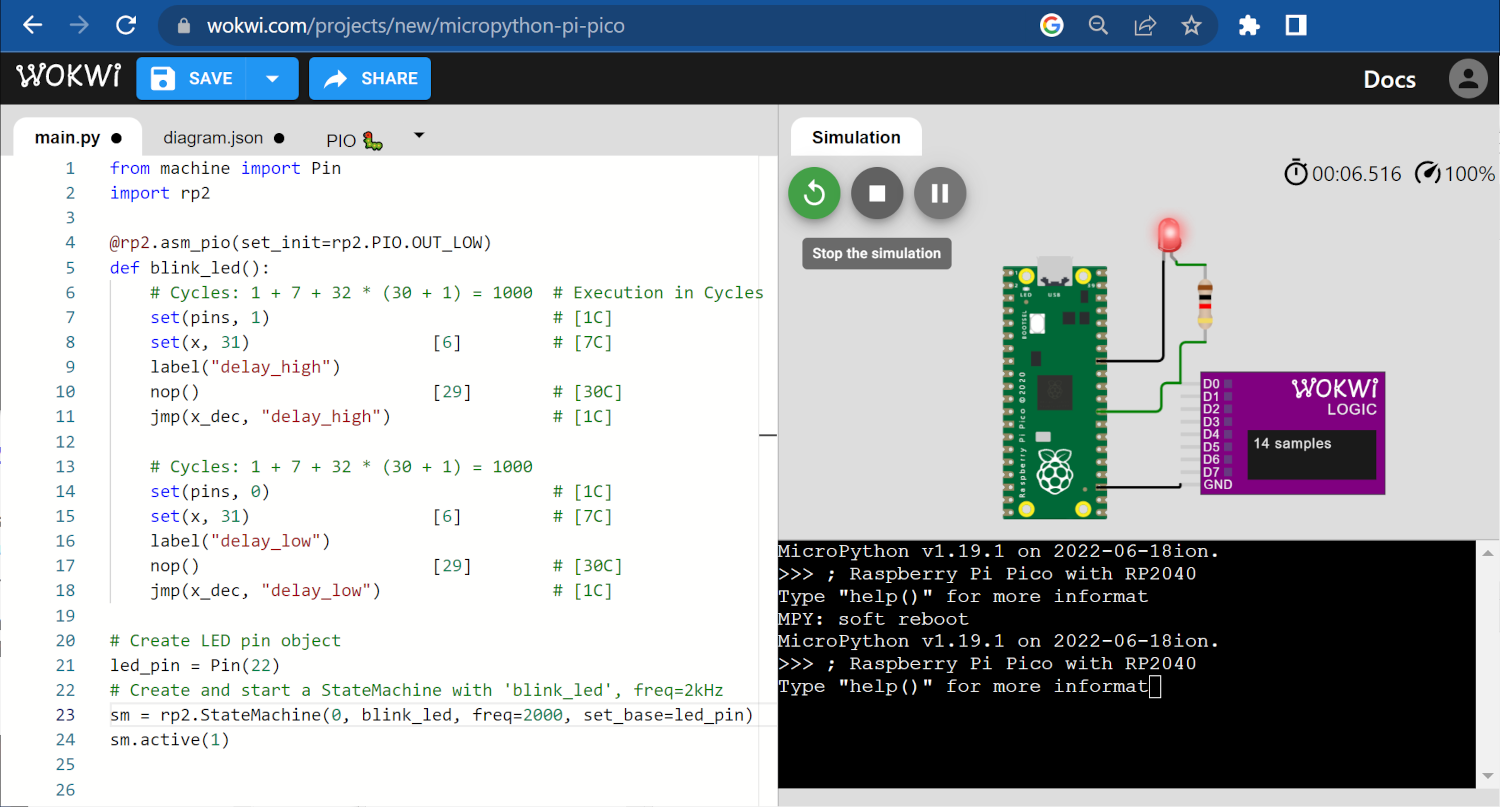 wokwi.com/projects/new/micropython-pi-pico
WOKWi SAVE SHARE Docs
main.py ● diagram.json ● PIO
Simulation
00:06.516 100%
Stop the simulation
1 from machine import Pin
2 import rp2
3
4 @rp2.asm_pio(set_init=rp2.PIO.OUT_LOW)
5 def blink_led():
6 # Cycles: 1 + 7 + 32 * (30 + 1) = 1000 # Execution in Cycles
7 set(pins, 1) # [1C]
8 set(x, 31) [6] # [7C]
9 label("delay_high")
10 nop() [29] # [30C]
11 jmp(x_dec, "delay_high") # [1C]
12
13 # Cycles: 1 + 7 + 32 * (30 + 1) = 1000
14 set(pins, 0) # [1C]
15 set(x, 31) [6] # [7C]
16 label("delay_low")
17 nop() [29] # [30C]
18 jmp(x_dec, "delay_low") # [1C]
19
20 # Create LED pin object
21 led_pin = Pin(22)
22 # Create and start a StateMachine with 'blink_led', freq=2kHz
23 sm = rp2.StateMachine(0, blink_led, freq=2000, set_base=led_pin)
24 sm.active(1)
25
26
LED USB
BOOTSEL
Raspberry Pi Pico ©2020
D0
D1
D2
D3
D4
D5
D6
D7
GND
WOKWi
LOGIC
14 samples
MicroPython v1.19.1 on 2022-06-18ion.
>>> ; Raspberry Pi Pico with RP2040
Type "help()" for more informat
MPY: soft reboot
MicroPython v1.19.1 on 2022-06-18ion.
>>> ; Raspberry Pi Pico with RP2040
Type "help()" for more informat